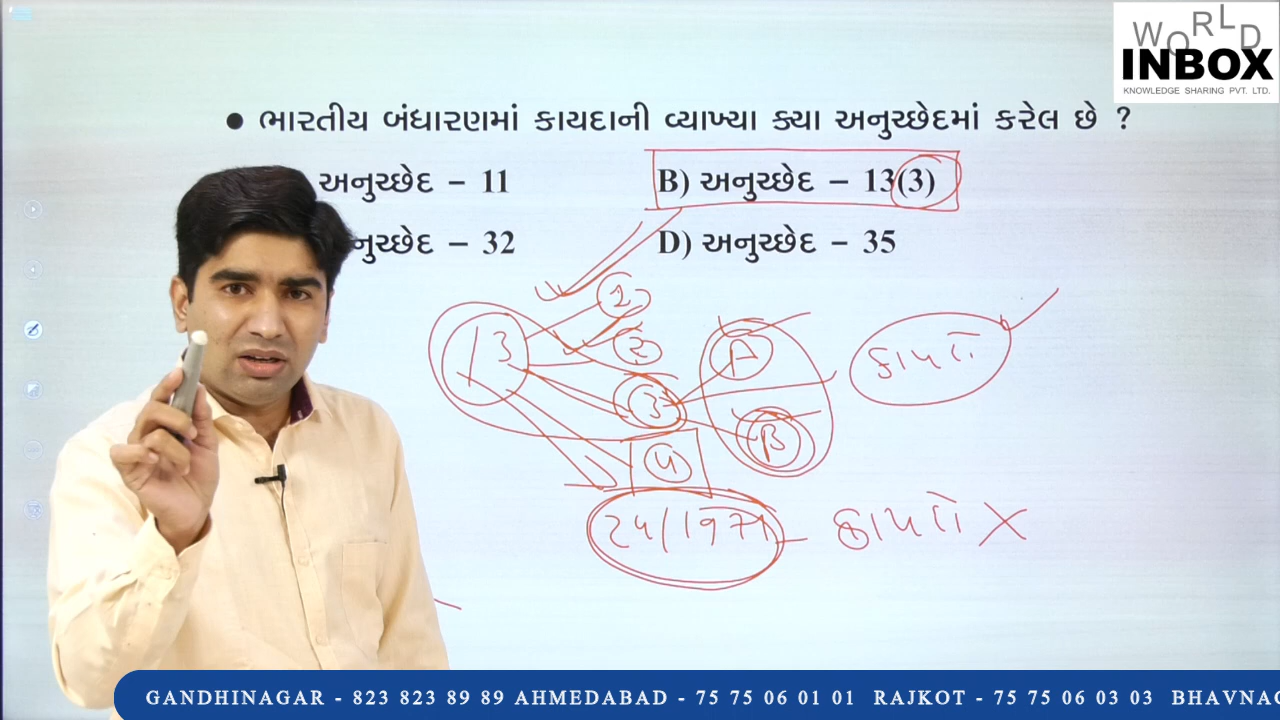 WORLD
INBOX
KNOWLEDGE SHARING PVT. LTD.
● ભારતીય બંધારણમાં કાયદાની વ્યાખ્યા ક્યા અનુચ્છેદમાં કરેલ છે ?
અનુચ્છેદ – 11
B) અનુચ્છેદ – 13(3)
નુચ્છેદ – 32
D) અનુચ્છેદ – 35
13
1
2
3
4
A
B
કાયદો
24/1971 – કાયદો X
GANDHINAGAR - 823 823 89 89 AHMEDABAD - 75 75 06 01 01 RAJKOT - 75 75 06 03 03 BHAVNAG